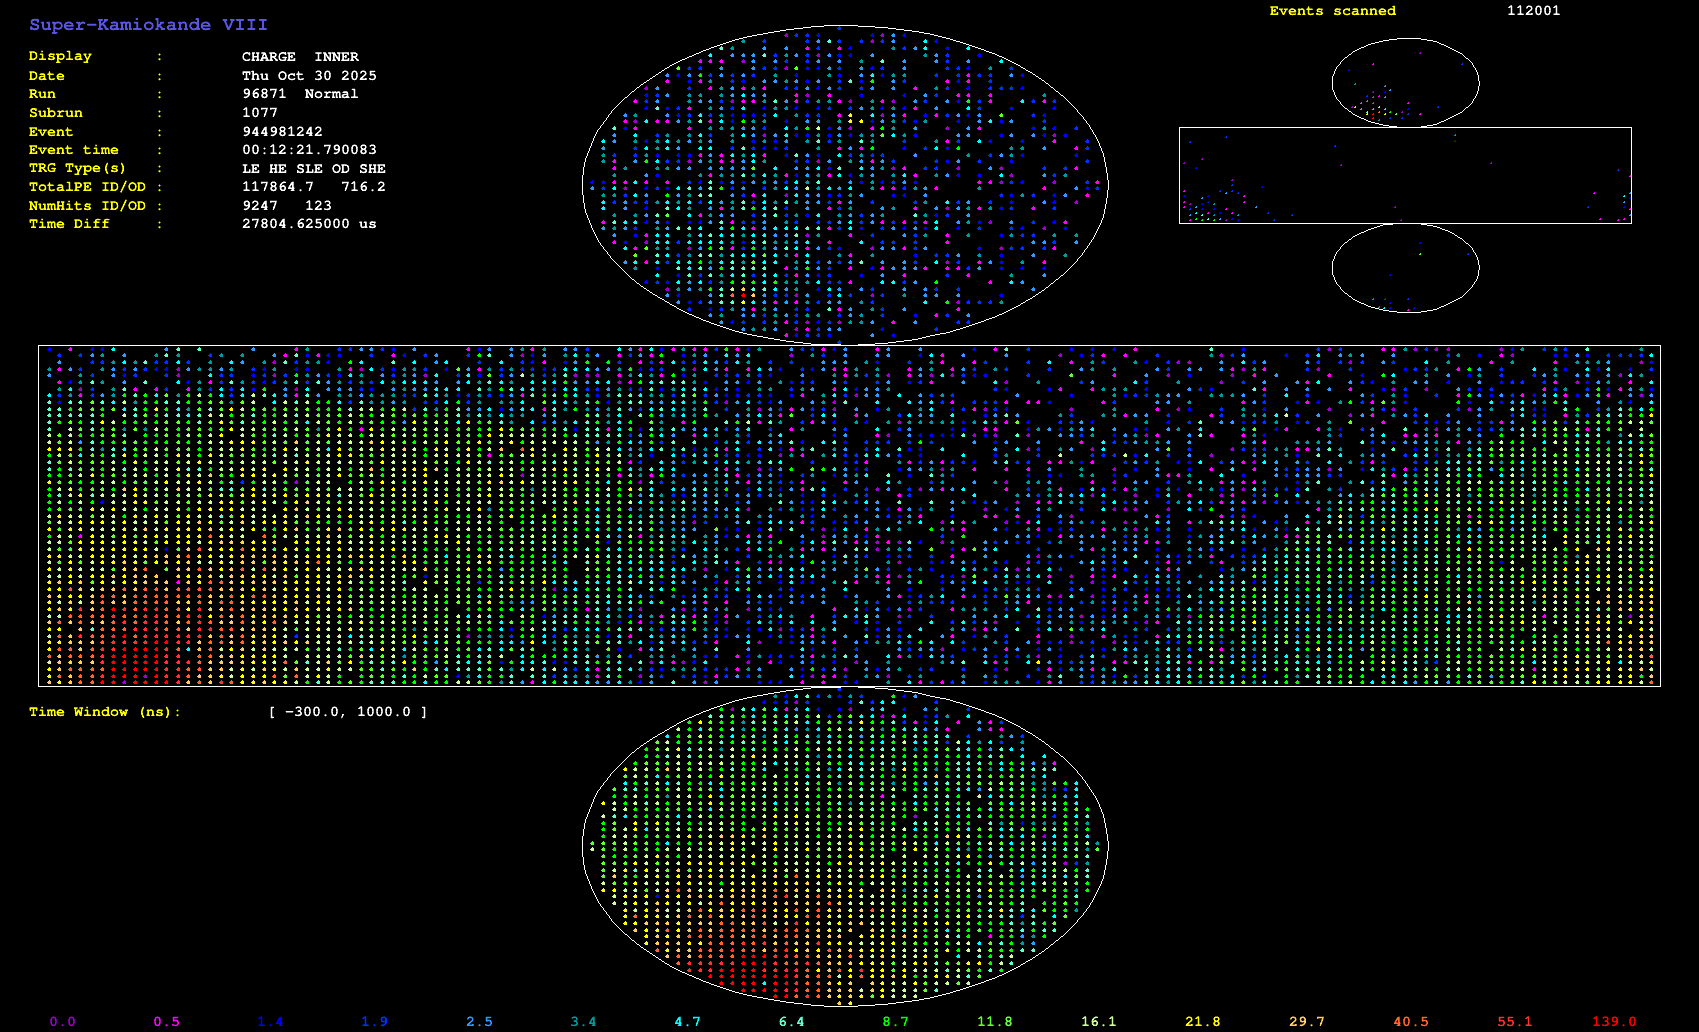 Super-Kamiokande VIII
Events scanned 112001
Display : CHARGE INNER
Date : Thu Oct 30 2025
Run : 96871 Normal
Subrun : 1077
Event : 944981242
Event time : 00:12:21.790083
TRG Type(s) : LE HE SLE OD SHE
TotalPE ID/OD : 117864.7 716.2
NumHits ID/OD : 9247 123
Time Diff : 27804.625000 us
Time Window (ns): [ -300.0, 1000.0 ]
0.0 0.5 1.4 1.9 2.5 3.4 4.7 6.4 8.7 11.8 16.1 21.8 29.7 40.5 55.1 139.0